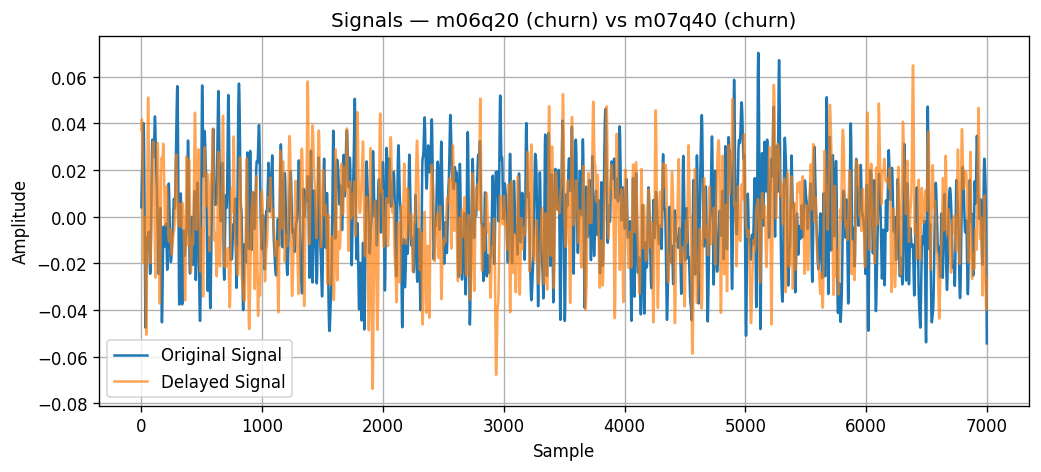 Signals — m06q20 (churn) vs m07q40 (churn)
Amplitude
0.06
0.04
0.02
0.00
−0.02
−0.04
−0.06
−0.08
Original Signal
Delayed Signal
0 1000 2000 3000 4000 5000 6000 7000
Sample